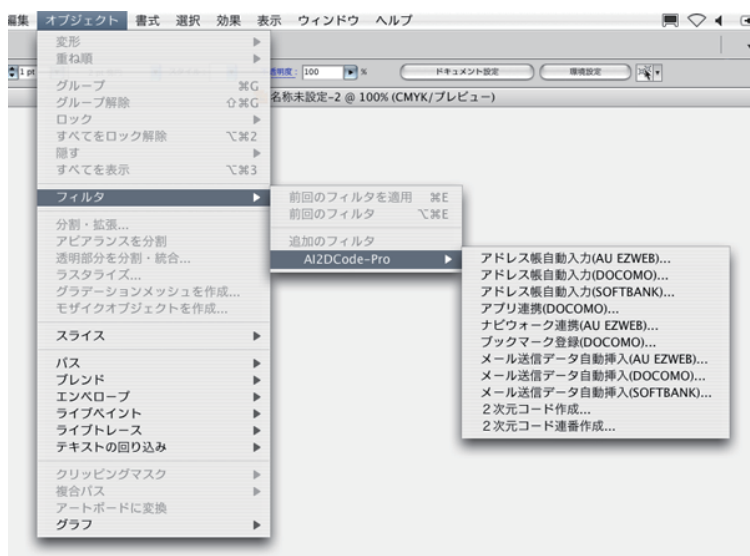 編集 オブジェクト 書式 選択 効果 表示 ウィンドウ ヘルプ
1 pt 透明度: 100 % ドキュメント設定 環境設定
名称未設定-2 @ 100% (CMYK/プレビュー)
変形
重ね順
グループ ⌘G
グループ解除 ⇧⌘G
ロック
すべてをロック解除 ⌥⌘2
隠す
すべてを表示 ⌥⌘3
フィルタ
分割・拡張...
アピアランスを分割
透明部分を分割・統合...
ラスタライズ...
グラデーションメッシュを作成...
モザイクオブジェクトを作成...
スライス
パス
ブレンド
エンベロープ
ライブペイント
ライブトレース
テキストの回り込み
クリッピングマスク
複合パス
アートボードに変換
グラフ
前回のフィルタを適用 ⌘E
前回のフィルタ ⌥⌘E
追加のフィルタ
AI2DCode-Pro
アドレス帳自動入力(AU EZWEB)...
アドレス帳自動入力(DOCOMO)...
アドレス帳自動入力(SOFTBANK)...
アプリ連携(DOCOMO)...
ナビウォーク連携(AU EZWEB)...
ブックマーク登録(DOCOMO)...
メール送信データ自動挿入(AU EZWEB)...
メール送信データ自動挿入(DOCOMO)...
メール送信データ自動挿入(SOFTBANK)...
２次元コード作成...
２次元コード連番作成...